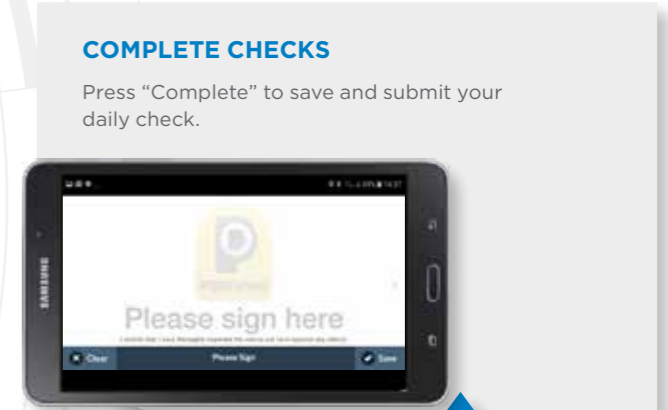 COMPLETE CHECKS
Press “Complete” to save and submit your
daily check.
SAMSUNG
P
Please sign here
Clear
Please Sign
Save